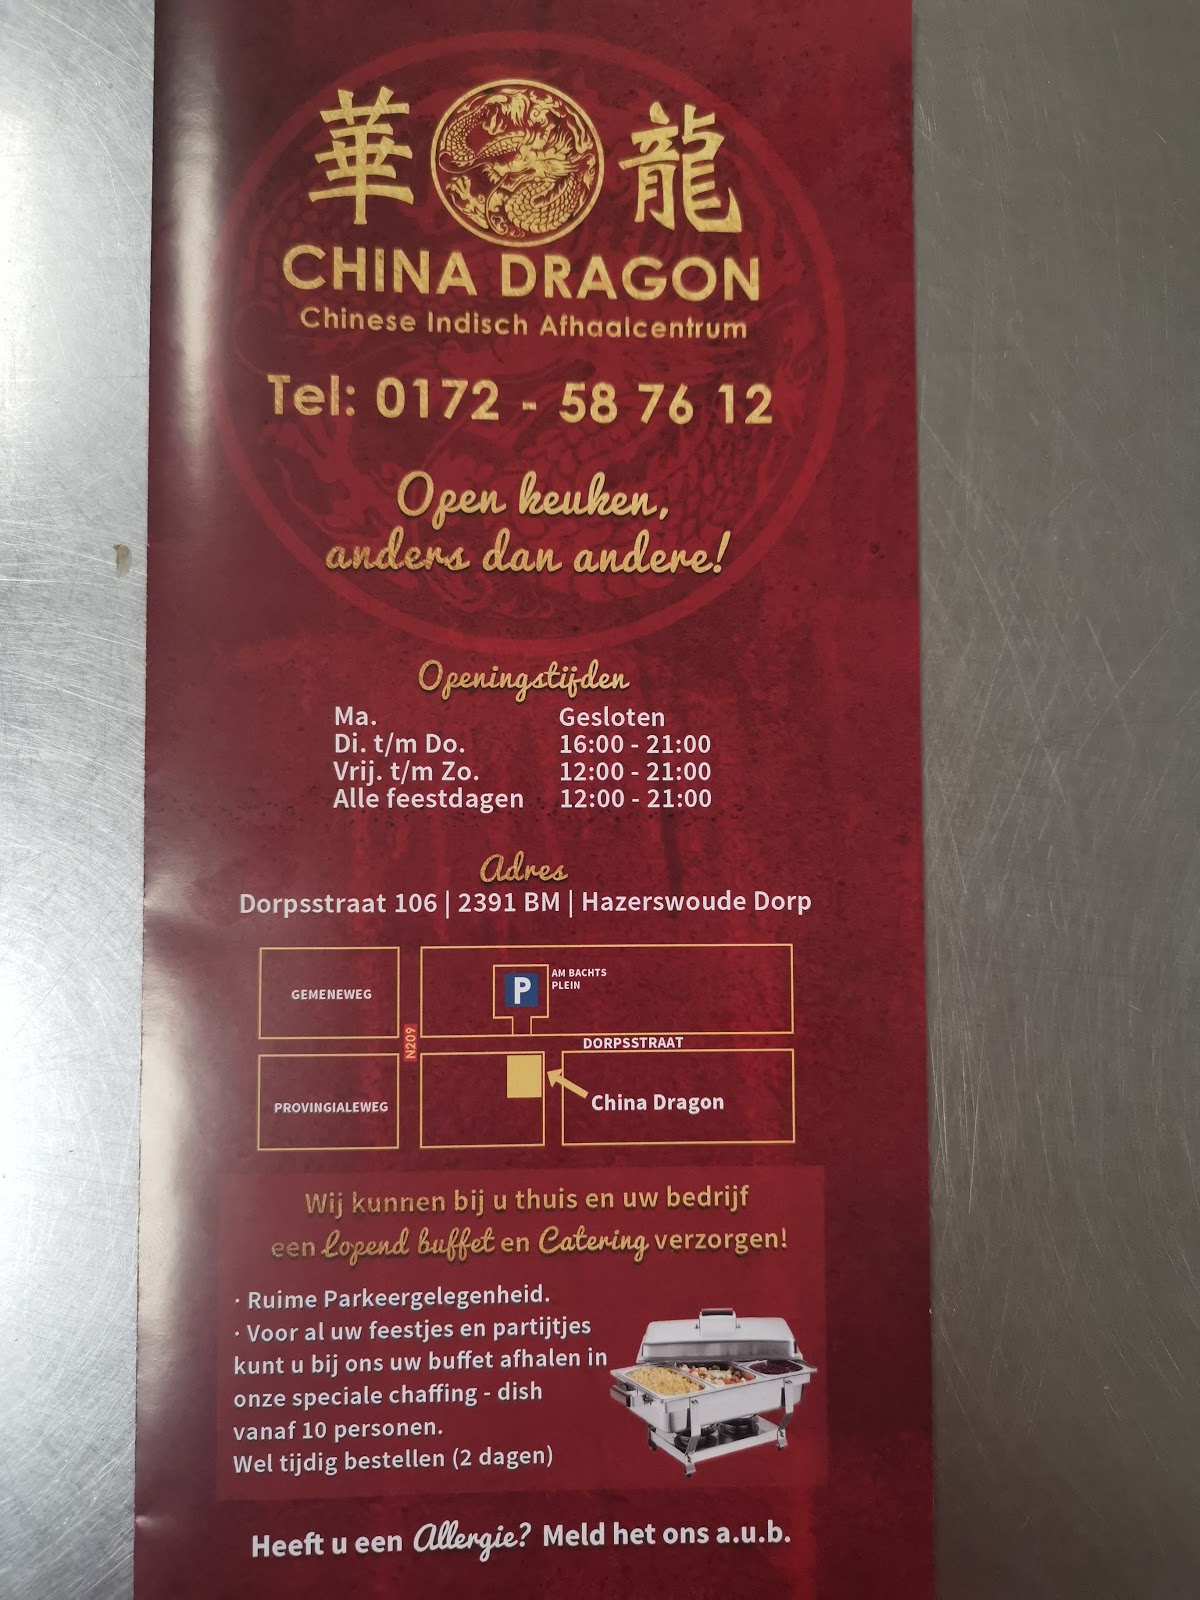 華 龍
CHINA DRAGON
Chinese Indisch Afhaalcentrum
Tel: 0172 - 58 76 12
Open keuken,
anders dan andere!
Openingstijden
Ma. Gesloten
Di. t/m Do. 16:00 - 21:00
Vrij. t/m Zo. 12:00 - 21:00
Alle feestdagen 12:00 - 21:00
Adres
Dorpsstraat 106 | 2391 BM | Hazerswoude Dorp
GEMENEWEG
P
AM BACHTS
PLEIN
N209
DORPSSTRAAT
PROVINGIALEWEG
China Dragon
Wij kunnen bij u thuis en uw bedrijf
een Lopend buffet en Catering verzorgen!
· Ruime Parkeergelegenheid.
· Voor al uw feestjes en partijtjes
kunt u bij ons uw buffet afhalen in
onze speciale chaffing - dish
vanaf 10 personen.
Wel tijdig bestellen (2 dagen)
Heeft u een Allergie? Meld het ons a.u.b.